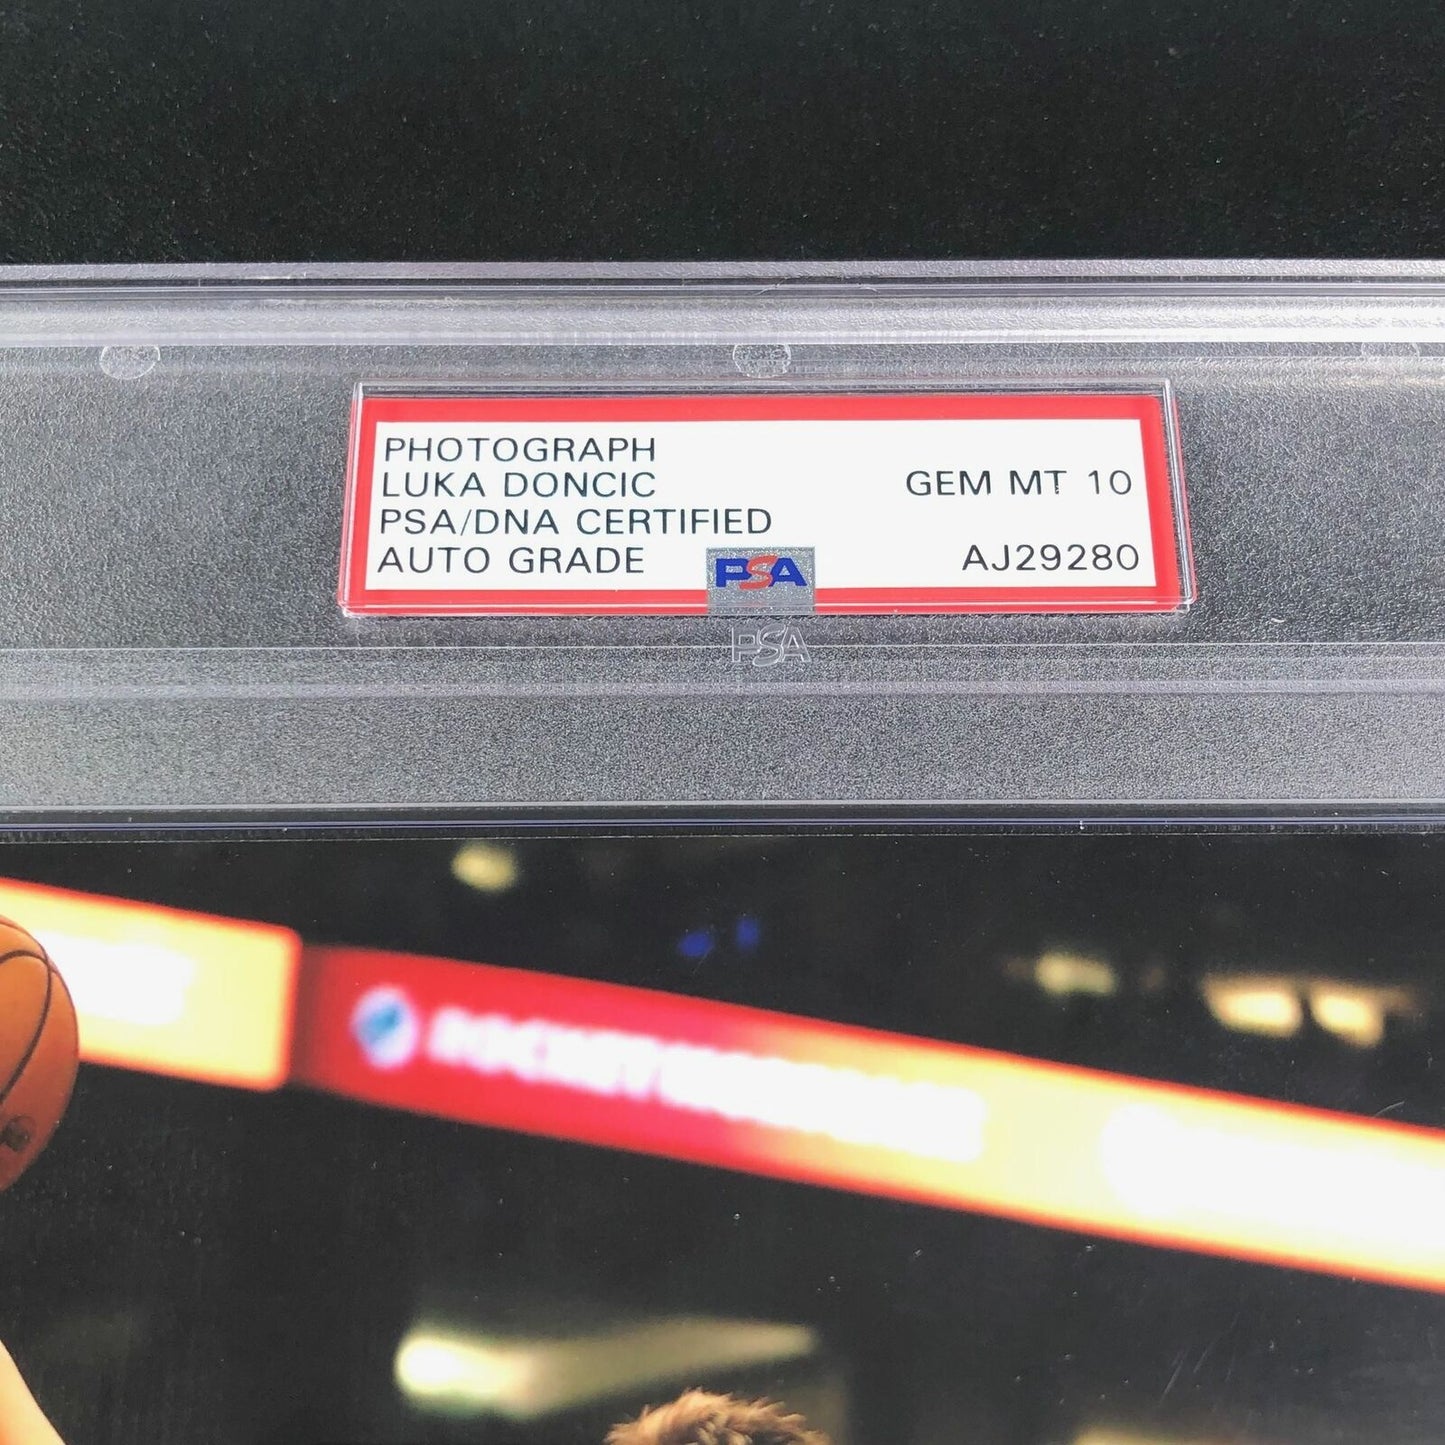 PHOTOGRAPH
LUKA DONCIC
GEM MT 10
PSA/DNA CERTIFIED
AUTO GRADE
PSA
AJ29280
PSA